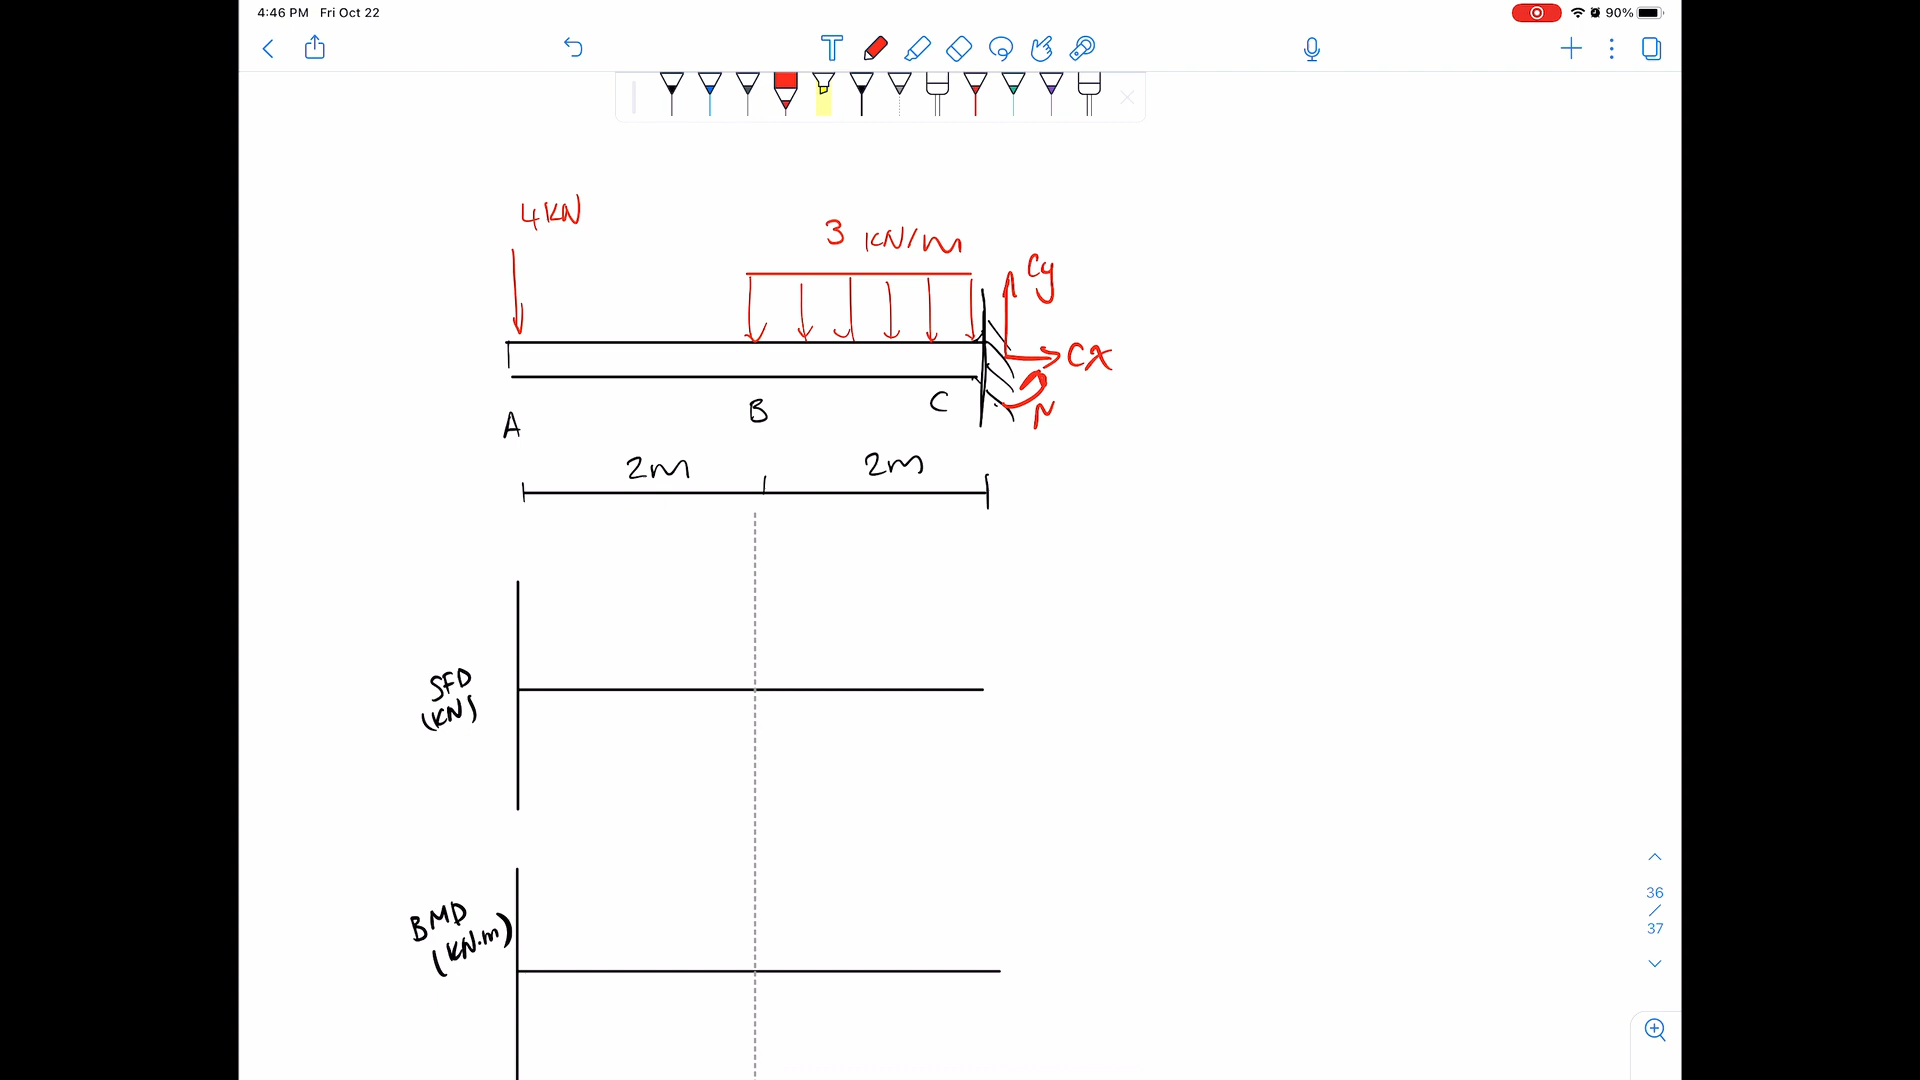 4:46 PM Fri Oct 22
90%
T
4KN
3 KN/m
Cy
CX
A
B
C
2m
2m
SFD
(KN)
BMD
(KN.m)
36
/
37